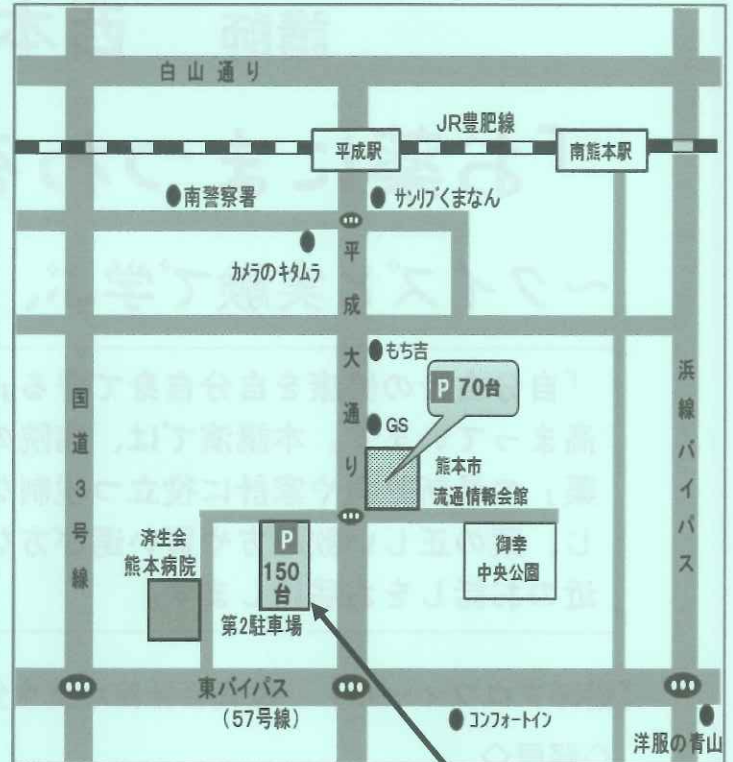 白山通り
JR豊肥線
平成駅
南熊本駅
南警察署
サンリブくまなん
カメラのキタムラ
平成大通り
もち吉
P 70台
GS
国道3号線
浜線バイパス
熊本市
流通情報会館
済生会
熊本病院
P
150
台
第2駐車場
御幸
中央公園
東バイパス
(57号線)
コンフォートイン
洋服の青山